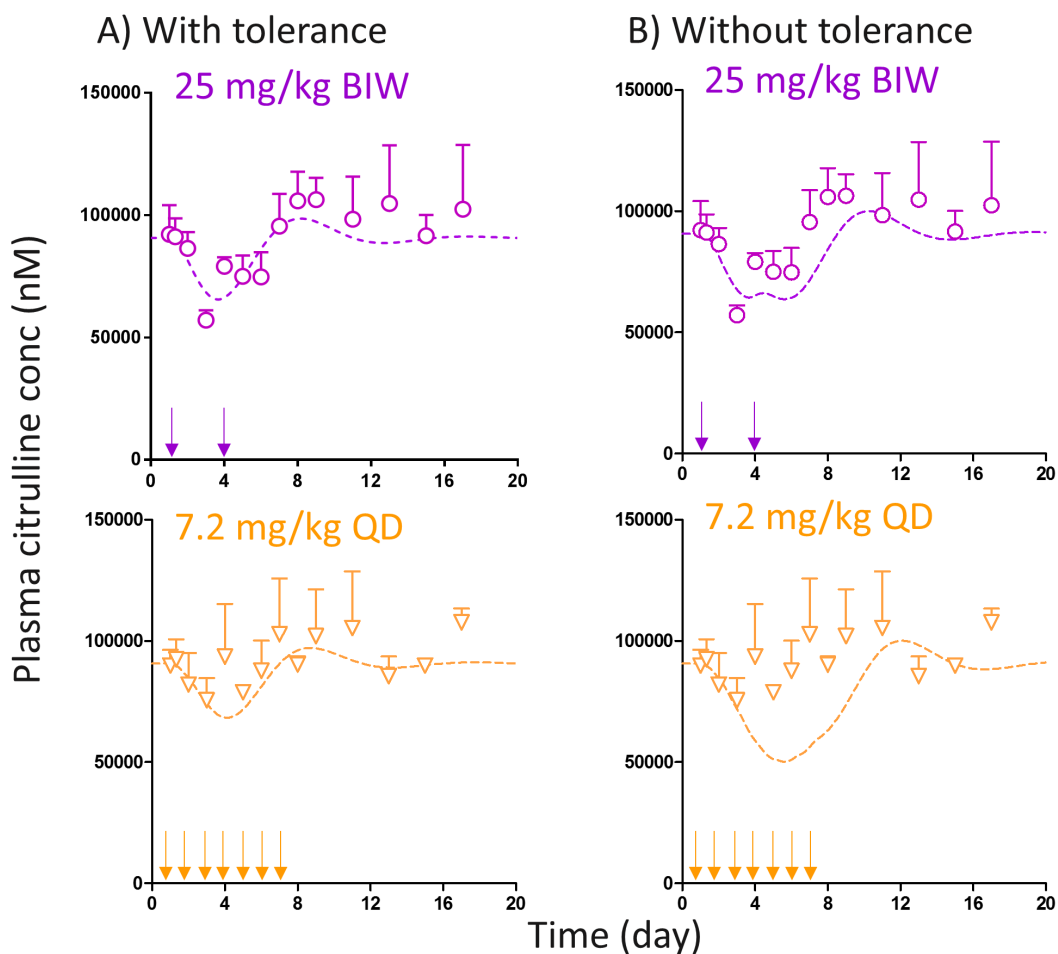 A) With tolerance
B) Without tolerance
25 mg/kg BIW
25 mg/kg BIW
150000
100000
50000
0
0 4 8 12 16 20
150000
100000
50000
0
0 4 8 12 16 20
7.2 mg/kg QD
7.2 mg/kg QD
150000
100000
50000
0
0 4 8 12 16 20
150000
100000
50000
0
0 4 8 12 16 20
Plasma citrulline conc (nM)
Time (day)